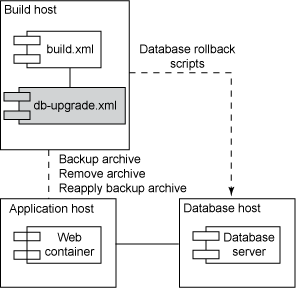 Build host
build.xml
Database rollback
scripts
db-upgrade.xml
Backup archive
Remove archive
Reapply backup archive
Application host
Database host
Web
container
Database
server